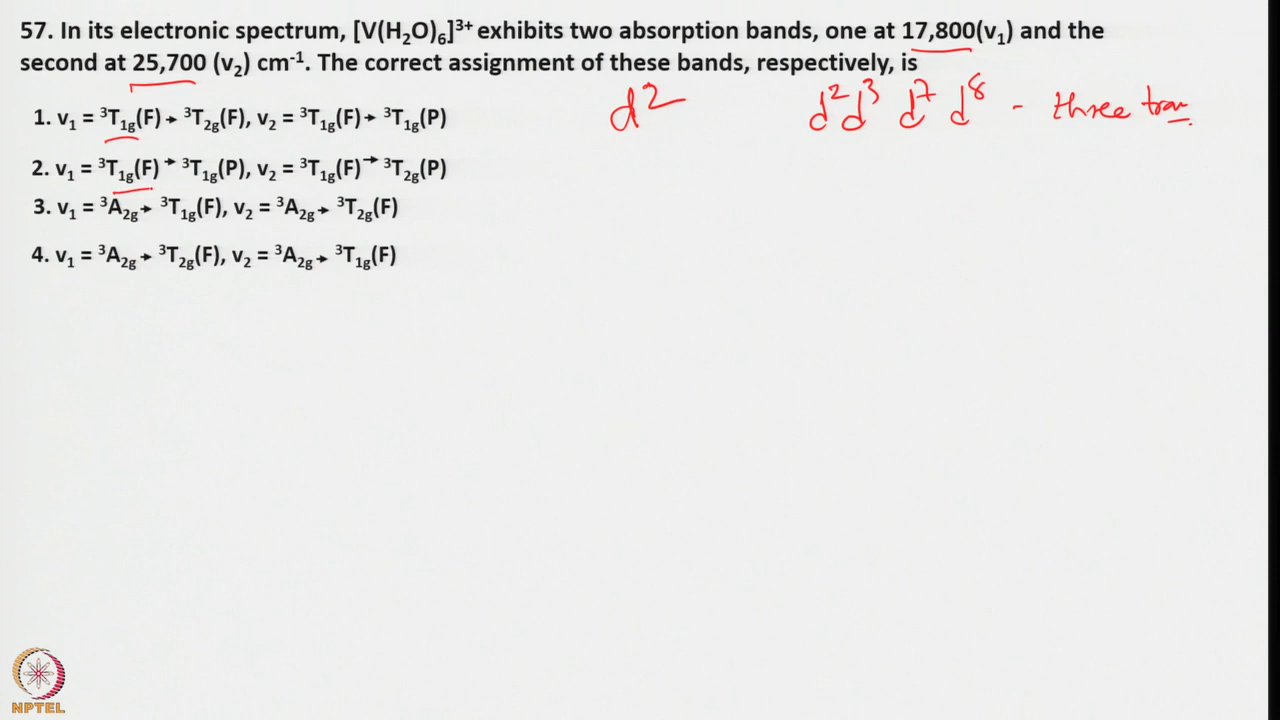 57. In its electronic spectrum, [V(H₂O)₆]³⁺ exhibits two absorption bands, one at 17,800(v₁) and the
second at 25,700 (v₂) cm⁻¹. The correct assignment of these bands, respectively, is
d² d² d³ d⁷ d⁸ - three tran
1. v₁ = ³T₁g(F) → ³T₂g(F), v₂ = ³T₁g(F) → ³T₁g(P)
2. v₁ = ³T₁g(F) → ³T₁g(P), v₂ = ³T₁g(F) → ³T₂g(P)
3. v₁ = ³A₂g → ³T₁g(F), v₂ = ³A₂g → ³T₂g(F)
4. v₁ = ³A₂g → ³T₂g(F), v₂ = ³A₂g → ³T₁g(F)
NPTEL